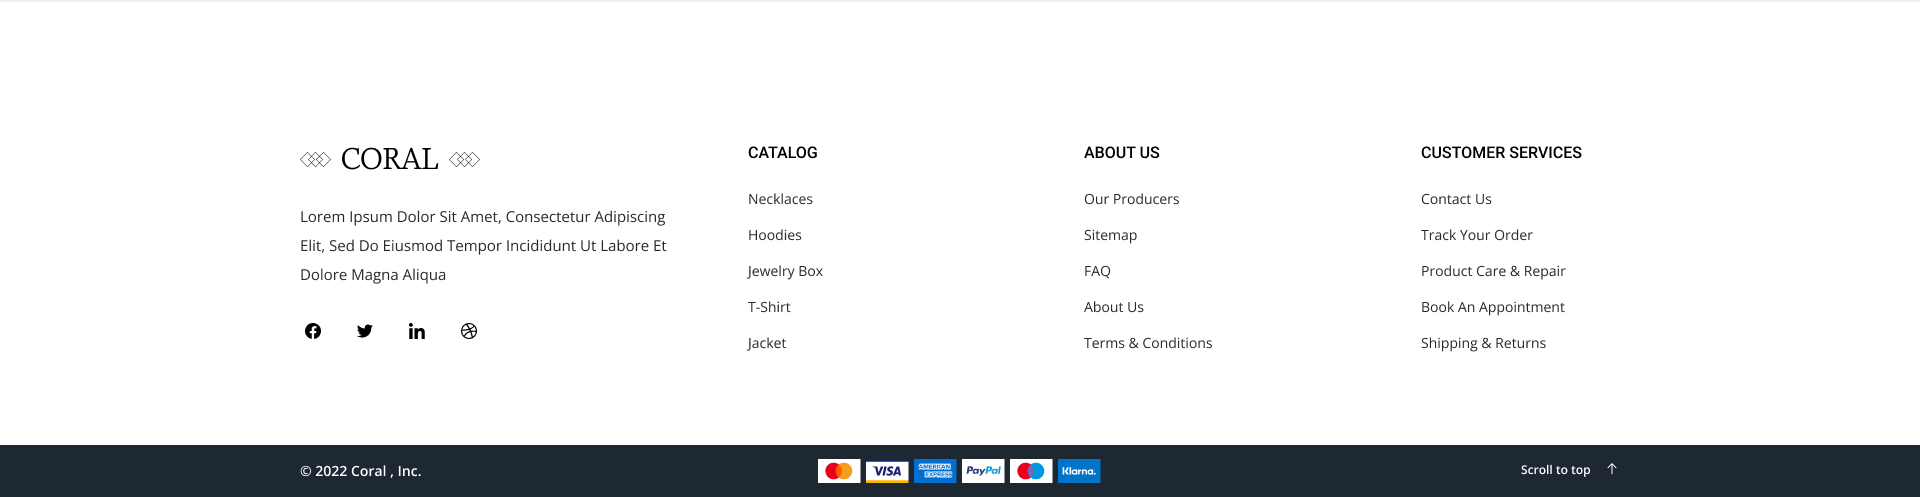 CORAL
Lorem Ipsum Dolor Sit Amet, Consectetur Adipiscing
Elit, Sed Do Eiusmod Tempor Incididunt Ut Labore Et
Dolore Magna Aliqua
CATALOG
Necklaces
Hoodies
Jewelry Box
T-Shirt
Jacket
ABOUT US
Our Producers
Sitemap
FAQ
About Us
Terms & Conditions
CUSTOMER SERVICES
Contact Us
Track Your Order
Product Care & Repair
Book An Appointment
Shipping & Returns
© 2022 Coral , Inc.
VISA
AMERICAN
EXPRESS
PayPal
Klarna.
Scroll to top